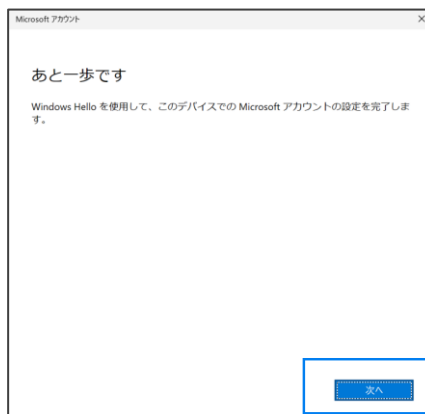 Microsoft アカウント
あと一歩です
Windows Hello を使用して、このデバイスでの Microsoft アカウントの設定を完了しま
す。
次へ